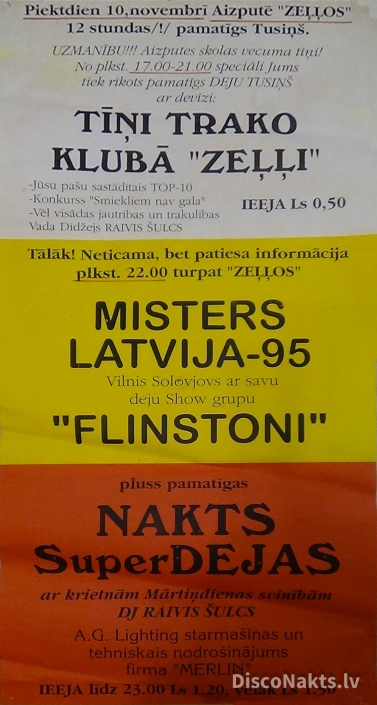 Piektdien 10,novembrī Aizputē "ZEĻĻOS"
12 stundas/!/ pamatīgs Tusiņš.
UZMANĪBU!!! Aizputes skolas vecuma tīņi!
No plkst. 17.00-21.00 speciāli Jums
tiek rīkots pamatīgs DEJU TUSIŅŠ
ar devīzi:
TĪŅI TRAKO
KLUBĀ "ZEĻĻI"
-Jūsu pašu sastādītais TOP-10
-Konkurss "Smiekliem nav gala"
-Vēl visādas jautrības un trakulības
Vada Dīdžejs RAIVIS ŠULCS
IEEJA Ls 0,50
Tālāk! Neticama, bet patiesa informācija
plkst. 22.00 turpat "ZEĻĻOS"
MISTERS
LATVIJA-95
Vilnis Solovjovs ar savu
deju Show grupu
"FLINSTONI"
pluss pamatīgas
NAKTS
SuperDEJAS
ar krietnām Mārtiņdienas svinībām
DJ RAIVIS ŠULCS
A.G. Lighting starmašīnas un
tehniskais nodrošinājums
firma "MERLIN"
IEEJA līdz 23.00 Ls 1,20, vēlāk Ls 1.50
DiscoNakts.lv